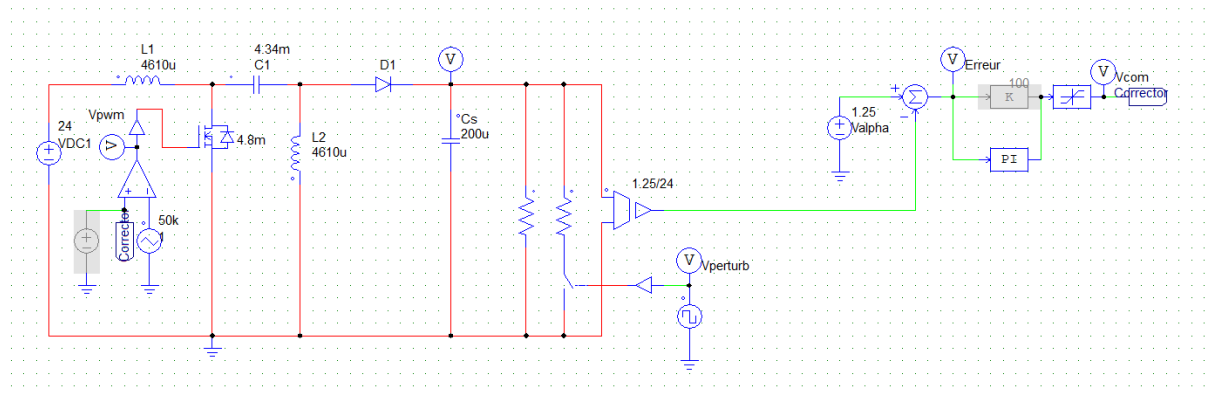 L1
4610u
4.34m
C1
D1
V
Vpwm
V
24
VDC1
4.8m
L2
4610u
Cs
200u
50k
1
Corrector
1.25/24
V
Vperturb
1.25
Valpha
Σ
V
Erreur
100
K
PI
V
Vcom
Corrector